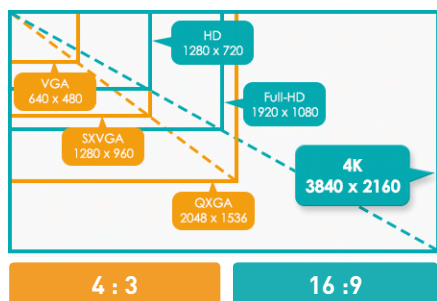 HD
1280 x 720
VGA
640 x 480
Full-HD
1920 x 1080
SXVGA
1280 x 960
4K
3840 x 2160
QXGA
2048 x 1536
4 : 3
16 :9